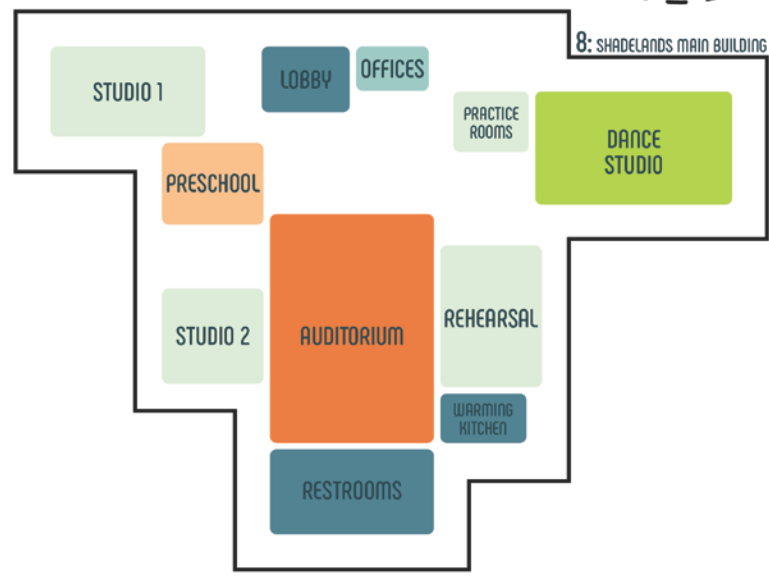 8: SHADELANDS MAIN BUILDING
STUDIO 1
LOBBY
OFFICES
PRACTICE
ROOMS
DANCE
STUDIO
PRESCHOOL
STUDIO 2
AUDITORIUM
REHEARSAL
WARMING
KITCHEN
RESTROOMS